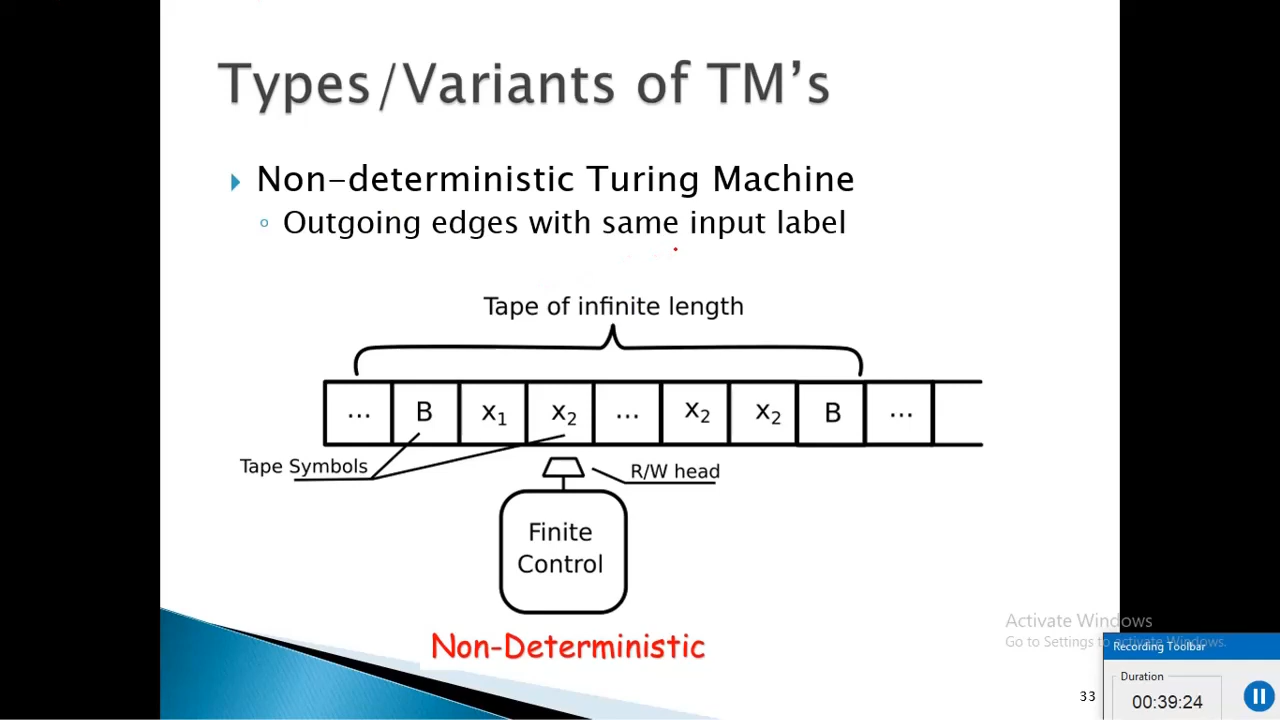 Types/Variants of TM's
Non-deterministic Turing Machine
Outgoing edges with same input label
Tape of infinite length
... B x₁ x₂ ... x₂ x₂ B ...
Tape Symbols
R/W head
Finite
Control
Non-Deterministic
Activate Windows
Go to Settings to activate Windows.
Recording Toolbar
Duration
33
00:39:24